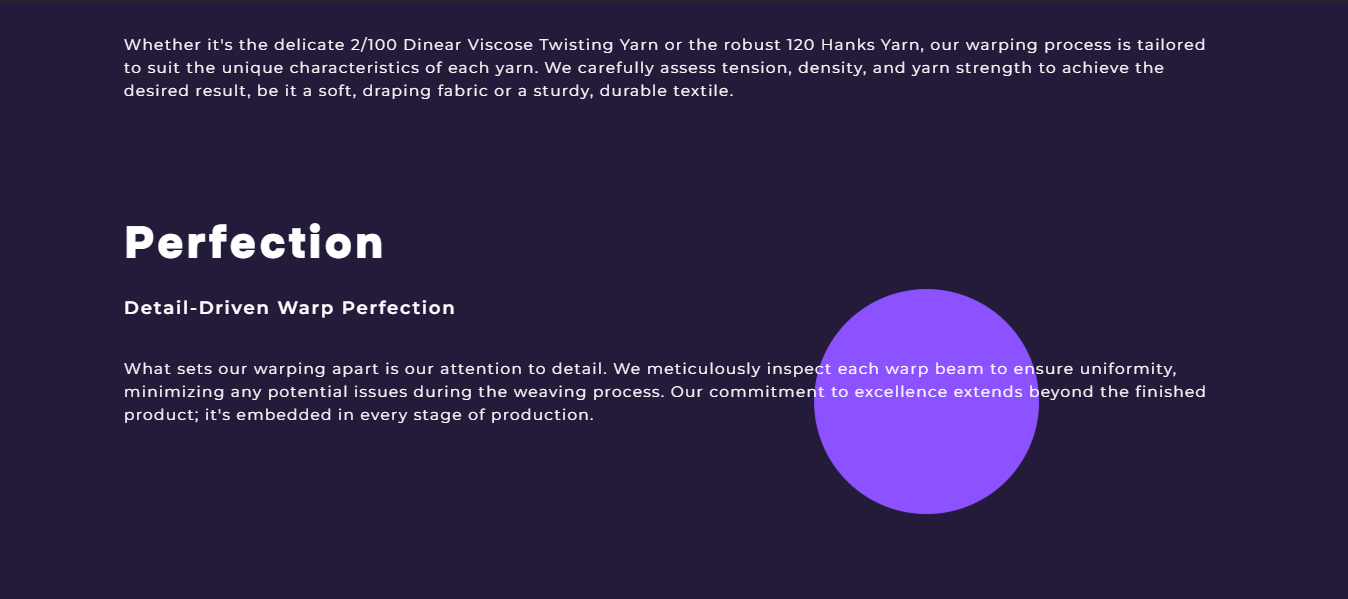 Whether it's the delicate 2/100 Dinear Viscose Twisting Yarn or the robust 120 Hanks Yarn, our warping process is tailored
to suit the unique characteristics of each yarn. We carefully assess tension, density, and yarn strength to achieve the
desired result, be it a soft, draping fabric or a sturdy, durable textile.
Perfection
Detail-Driven Warp Perfection
What sets our warping apart is our attention to detail. We meticulously inspect each warp beam to ensure uniformity,
minimizing any potential issues during the weaving process. Our commitment to excellence extends beyond the finished
product; it's embedded in every stage of production.